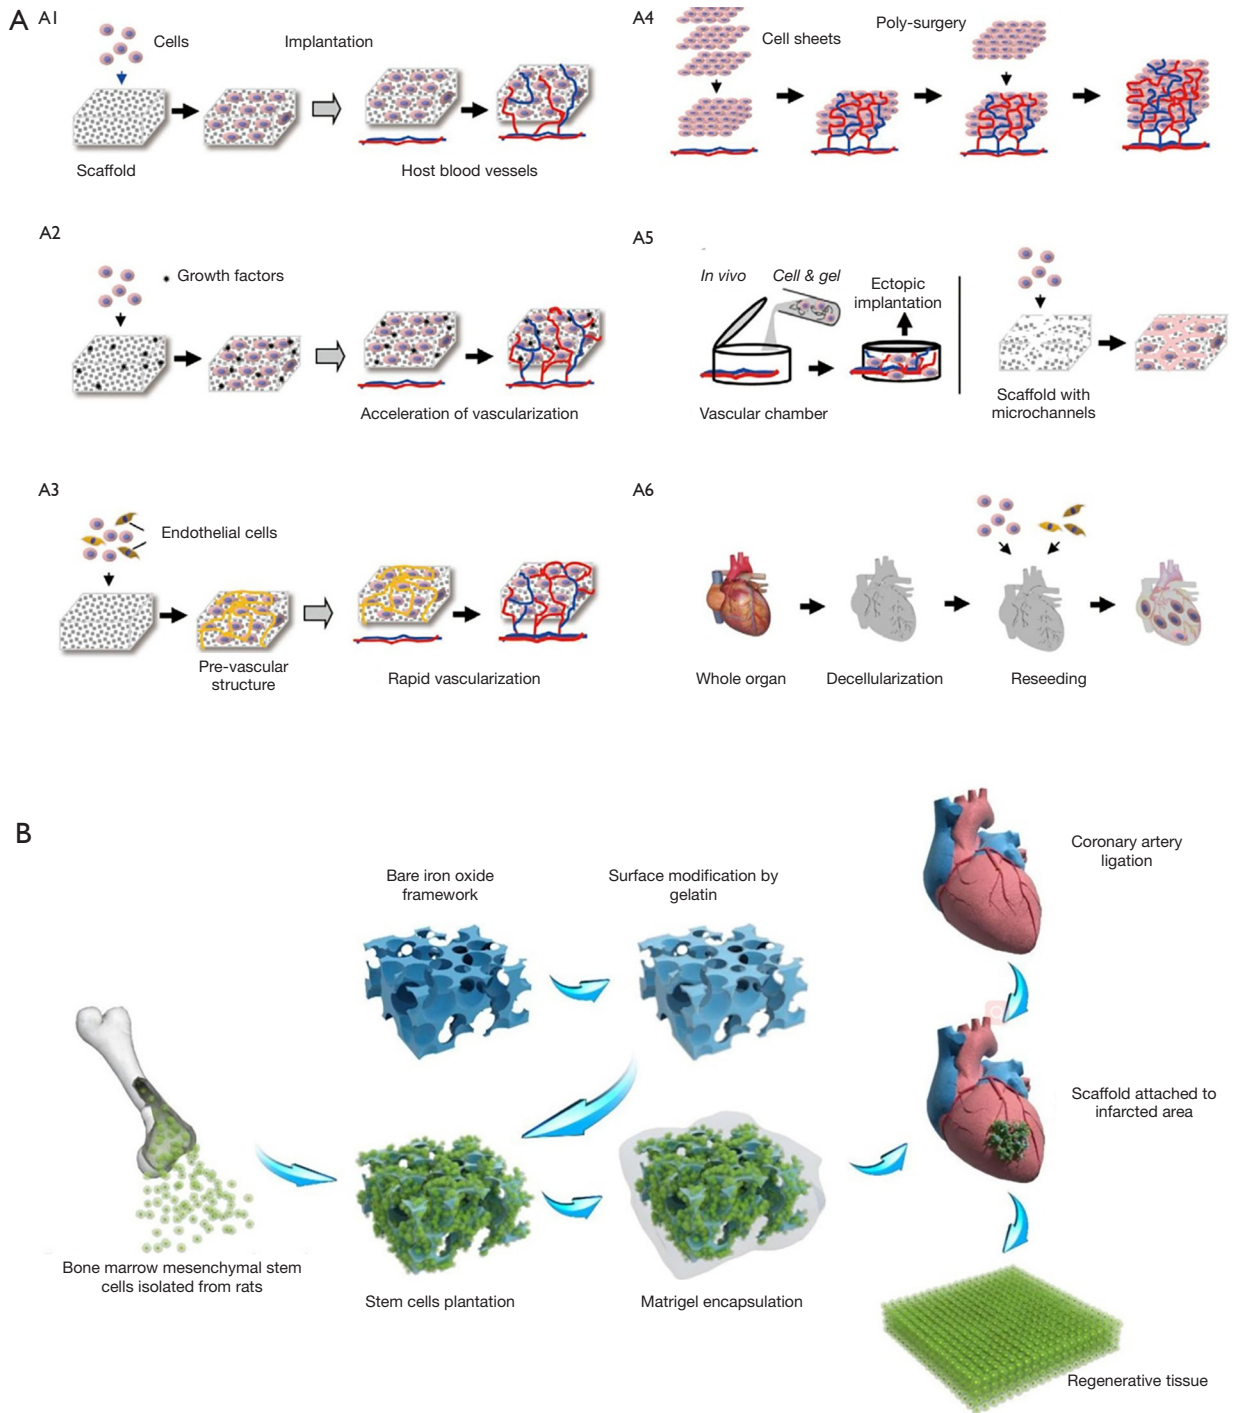 A
A1
Cells
Implantation
Scaffold
Host blood vessels
A4
Cell sheets
Poly-surgery
A2
Growth factors
Acceleration of vascularization
A5
In vivo
Cell & gel
Ectopic
implantation
Vascular chamber
Scaffold with
microchannels
A3
Endothelial cells
Pre-vascular
structure
Rapid vascularization
A6
Whole organ
Decellularization
Reseeding
B
Bare iron oxide
framework
Surface modification by
gelatin
Coronary artery
ligation
Scaffold attached to
infarcted area
Bone marrow mesenchymal stem
cells isolated from rats
Stem cells plantation
Matrigel encapsulation
Regenerative tissue